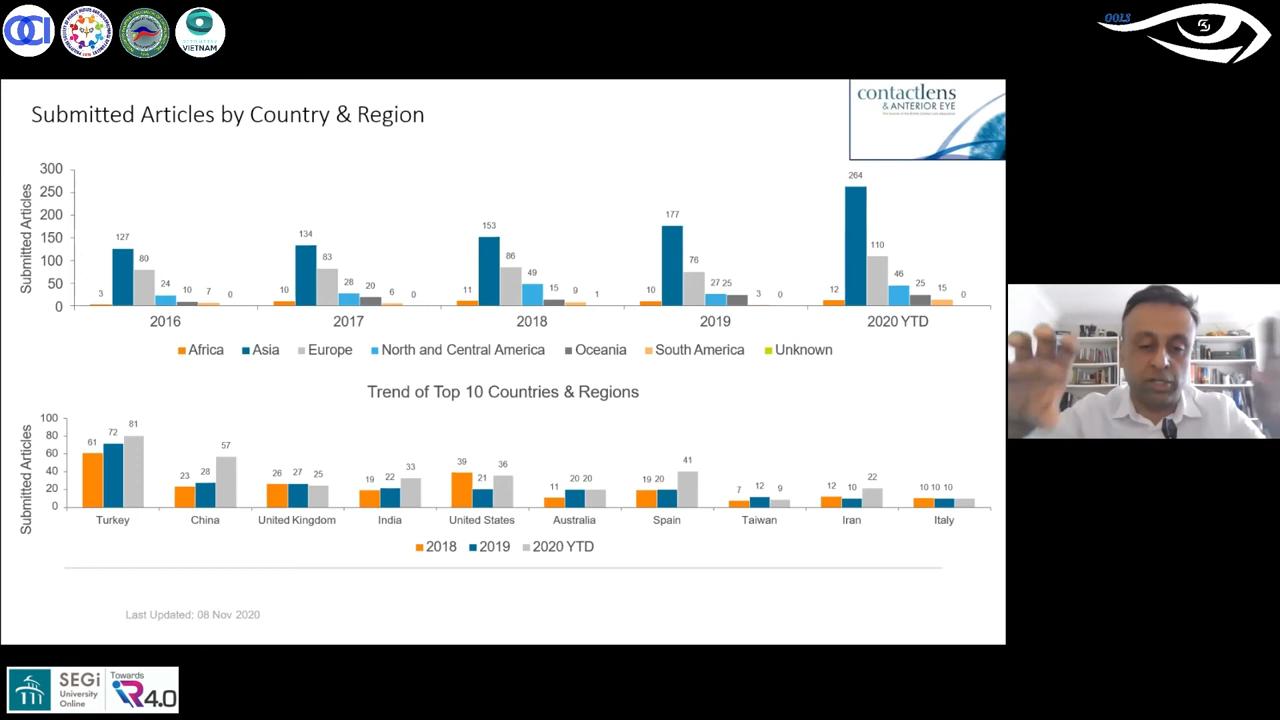 OCI
VIETNAM
OOLS
Submitted Articles by Country & Region
contactlens
& ANTERIOR EYE
Submitted Articles
300
250
200
150
100
50
0
3 127 80 24 10 7 0
10 134 83 28 20 6 0
11 153 86 49 15 9 1
10 177 76 27 25 3 0
12 264 110 46 25 15 0
2016 2017 2018 2019 2020 YTD
Africa Asia Europe North and Central America Oceania South America Unknown
Trend of Top 10 Countries & Regions
Submitted Articles
100
80
60
40
20
0
61 72 81
23 28 57
26 27 25
19 22 33
39 21 36
11 20 20
19 20 41
7 12 9
12 10 22
10 10 10
Turkey China United Kingdom India United States Australia Spain Taiwan Iran Italy
2018 2019 2020 YTD
Last Updated; 08 Nov 2020
SEGi
University
Online
Towards
iR4.0